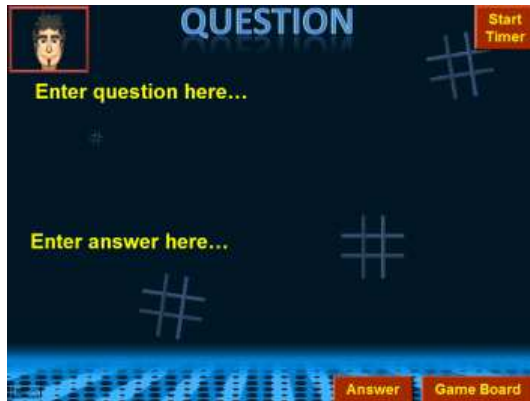 QUESTION
Start
Timer
Enter question here...
Enter answer here...
Answer
Game Board